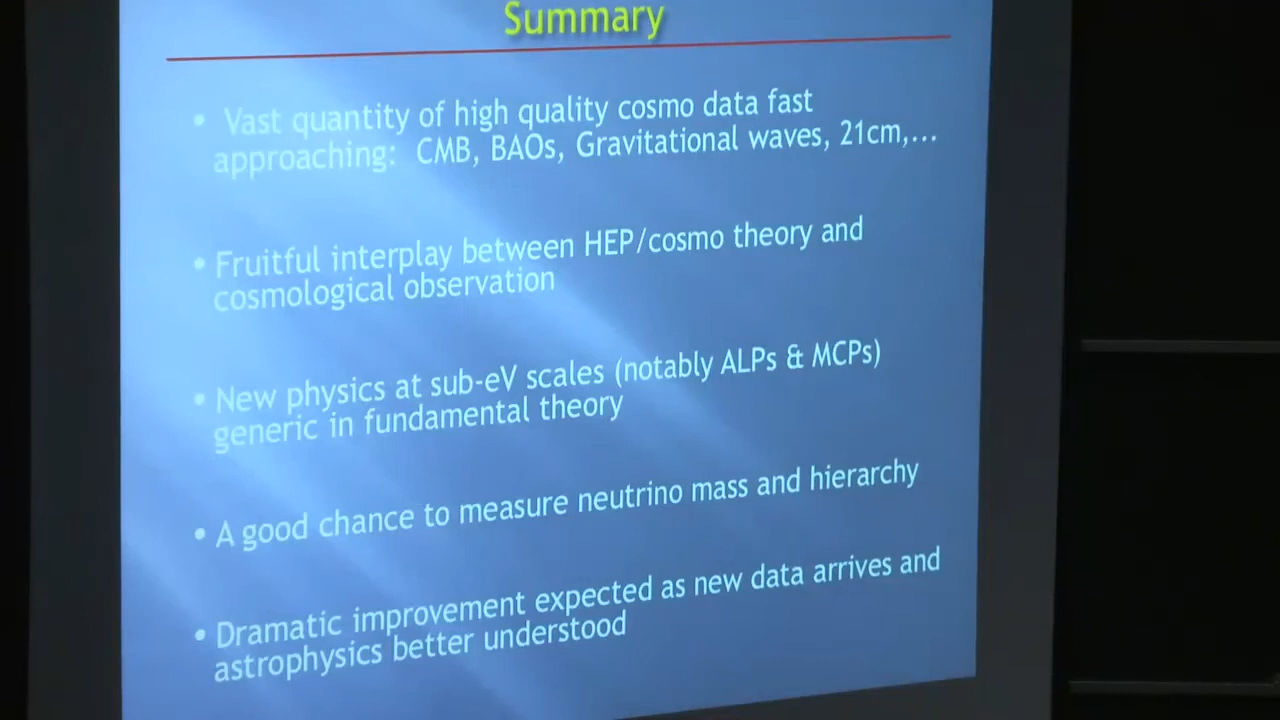 Summary
• Vast quantity of high quality cosmo data fast
approaching: CMB, BAOs, Gravitational waves, 21cm,...
• Fruitful interplay between HEP/cosmo theory and
cosmological observation
• New physics at sub-eV scales (notably ALPs & MCPs)
generic in fundamental theory
• A good chance to measure neutrino mass and hierarchy
• Dramatic improvement expected as new data arrives and
astrophysics better understood